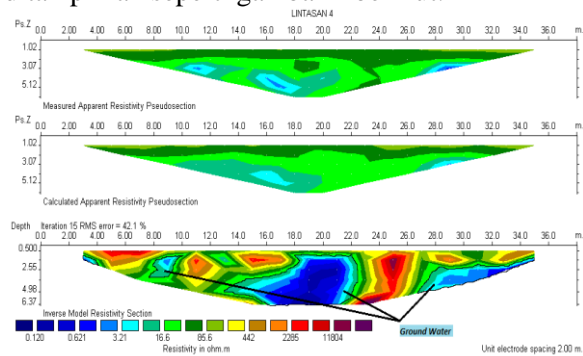 LINTASAN 4
Ps.Z 0.0 2.00 4.00 6.00 8.00 10.0 12.0 14.0 16.0 18.0 20.0 22.0 24.0 26.0 28.0 30.0 32.0 34.0 36.0 m.
1.02
3.07
5.12
Measured Apparent Resistivity Pseudosection
Ps.Z 0.0 2.00 4.00 6.00 8.00 10.0 12.0 14.0 16.0 18.0 20.0 22.0 24.0 26.0 28.0 30.0 32.0 34.0 36.0 m.
1.02
3.07
5.12
Calculated Apparent Resistivity Pseudosection
Depth Iteration 15 RMS error = 42.1 %
0.0 2.00 4.00 6.00 8.00 10.0 12.0 14.0 16.0 18.0 20.0 22.0 24.0 26.0 28.0 30.0 32.0 34.0 36.0 m.
0.500
2.55
4.98
6.37
Inverse Model Resistivity Section
0.120 0.621 3.21 16.6 85.6 442 2285 11804
Resistivity in ohm.m
Ground Water
Unit electrode spacing 2.00 m.